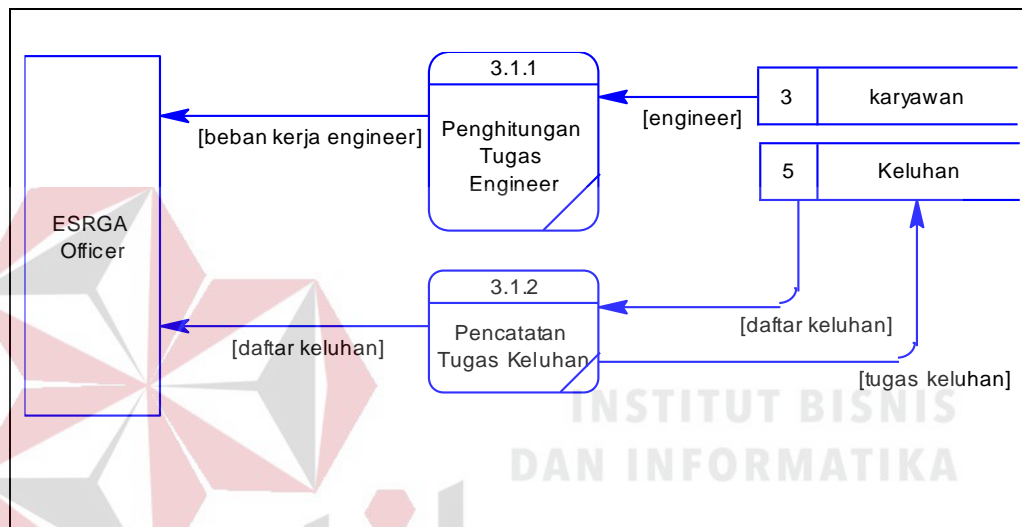 3.1.1
3
karyawan
[engineer]
[beban kerja engineer]
Penghitungan
Tugas
Engineer
5
Keluhan
ESRGA
Officer
3.1.2
[daftar keluhan]
Pencatatan
Tugas Keluhan
[daftar keluhan]
[tugas keluhan]
INSTITUT BISNIS
DAN INFORMATIKA